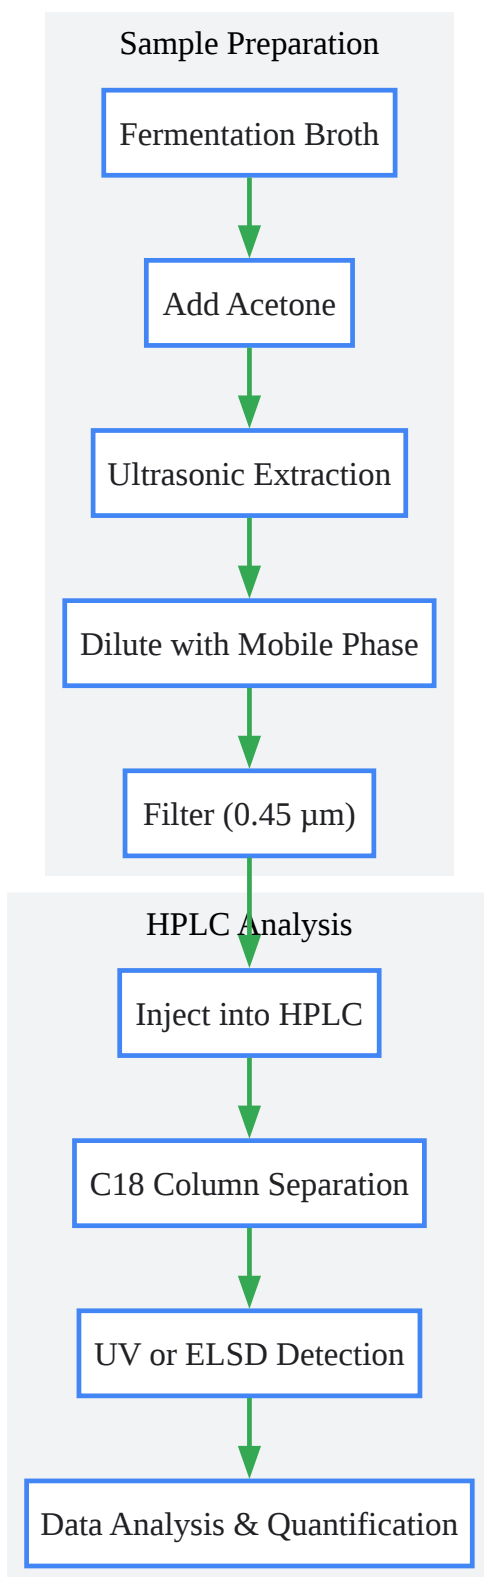 Sample Preparation
Fermentation Broth
Add Acetone
Ultrasonic Extraction
Dilute with Mobile Phase
Filter (0.45 µm)
HPLC Analysis
Inject into HPLC
C18 Column Separation
UV or ELSD Detection
Data Analysis & Quantification